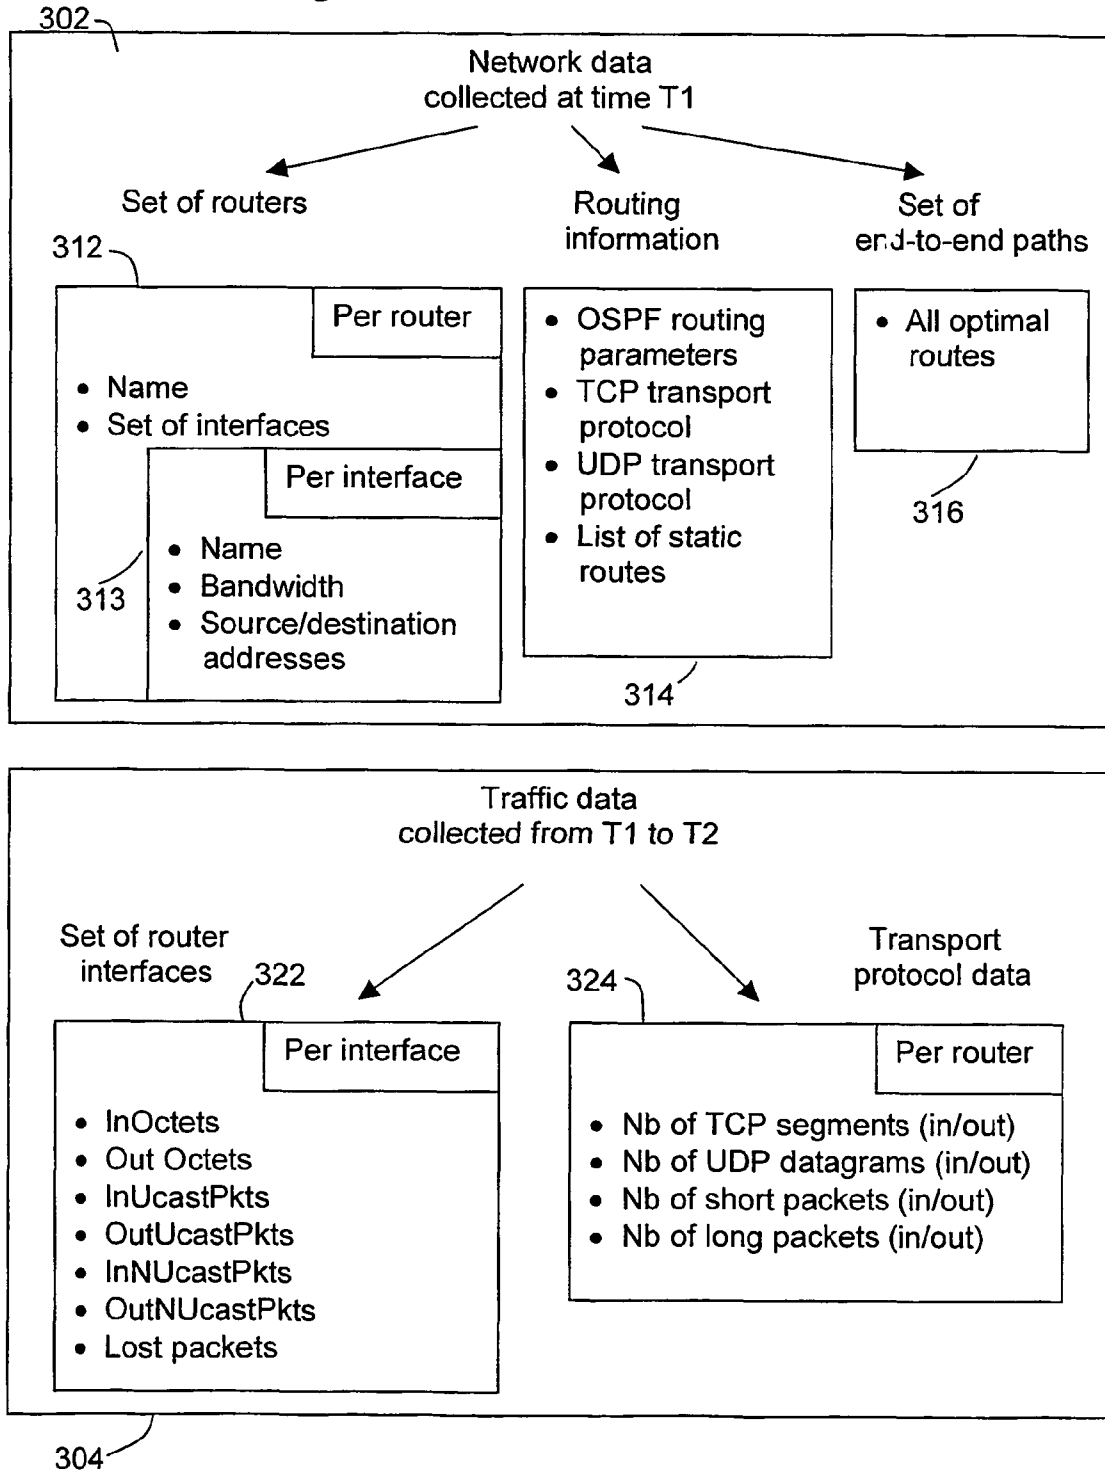 302
Network data
collected at time T1
Set of routers
Routing
information
Set of
end-to-end paths
312
Per router
• Name
• Set of interfaces
Per interface
• Name
• Bandwidth
• Source/destination
addresses
313
• OSPF routing
parameters
• TCP transport
protocol
• UDP transport
protocol
• List of static
routes
314
• All optimal
routes
316
Traffic data
collected from T1 to T2
Set of router
interfaces
322
Per interface
• InOctets
• Out Octets
• InUcastPkts
• OutUcastPkts
• InNUcastPkts
• OutNUcastPkts
• Lost packets
324
Transport
protocol data
Per router
• Nb of TCP segments (in/out)
• Nb of UDP datagrams (in/out)
• Nb of short packets (in/out)
• Nb of long packets (in/out)
304